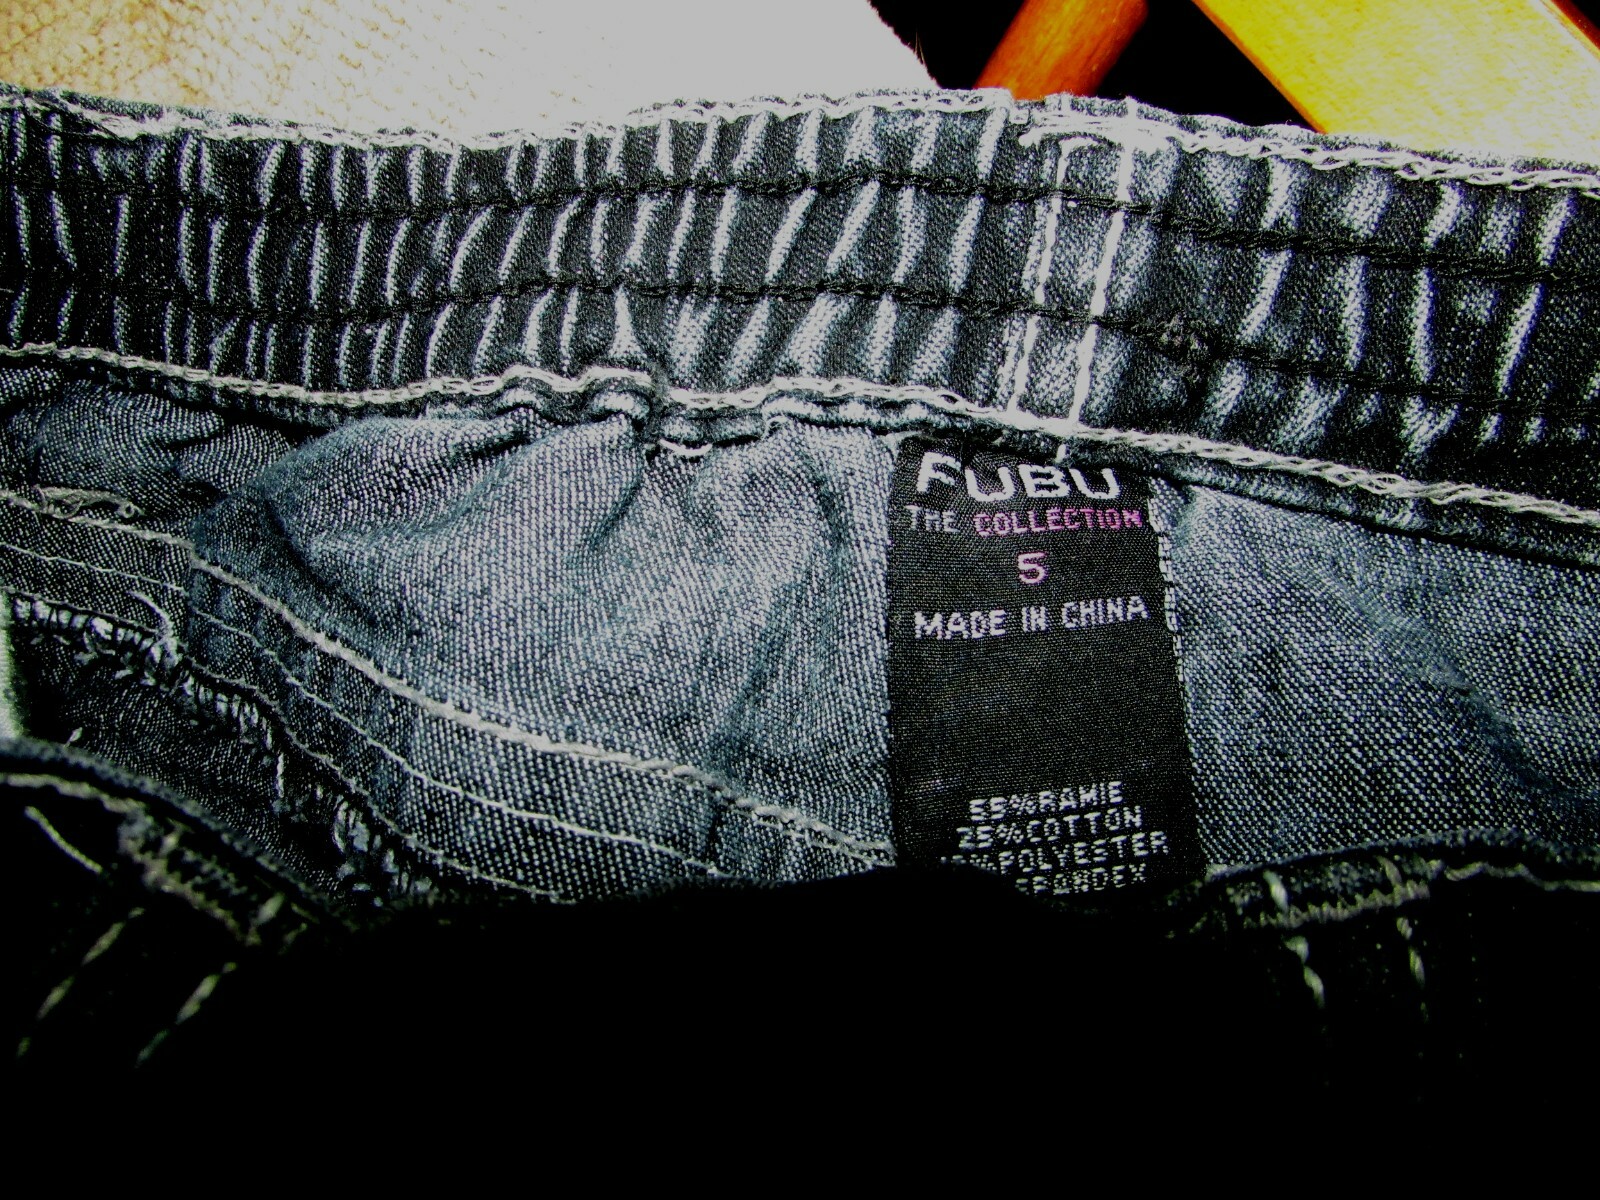 FUBU
THE COLLECTION
5
MADE IN CHINA
55%RAMIE
25%COTTON
POLYESTER